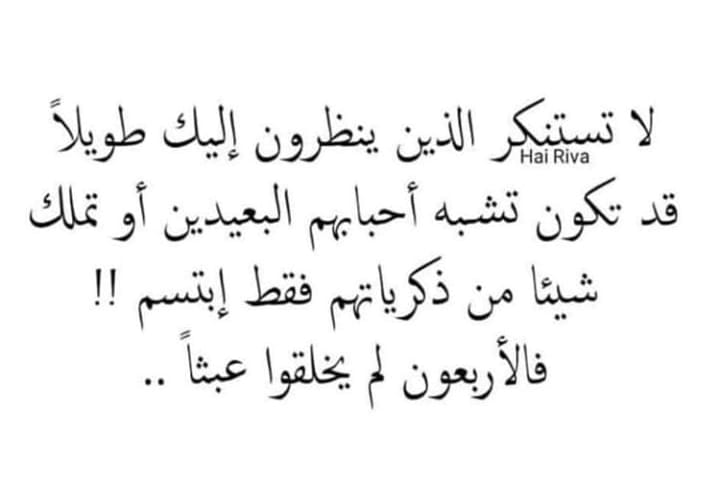 لا تستنكر الذين ينظرون إليك طويلاً
Hai Riva
قد تكون تشبه أحبابهم البعيدين أو تملك
شيئا من ذكرياتهم فقط إبتسم !!
فالأربعون لم يخلقوا عبثاً ..